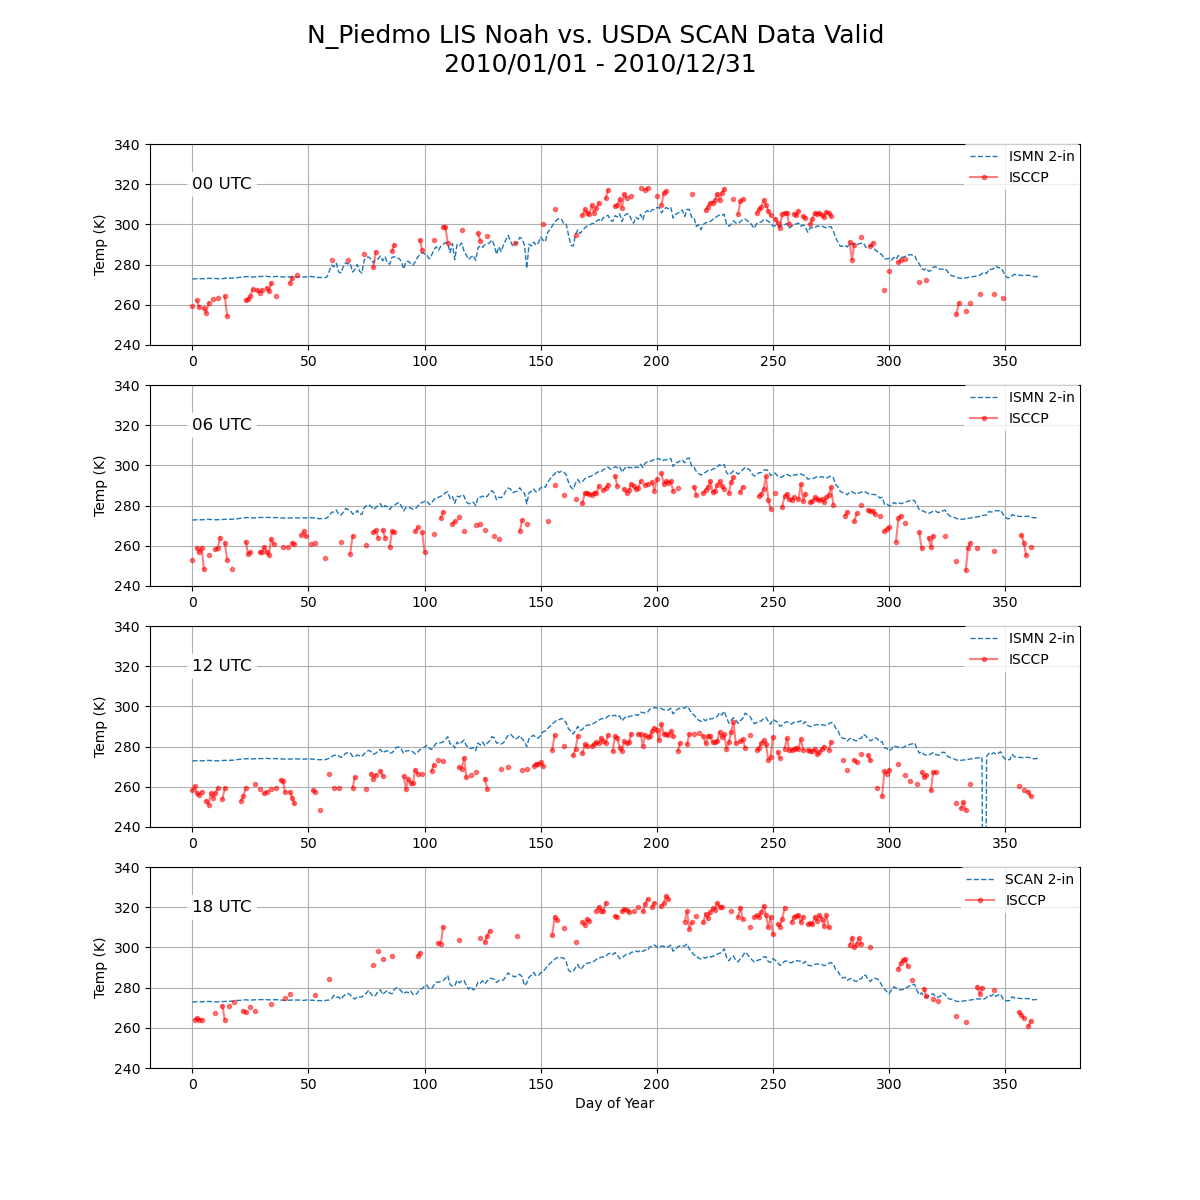 N_Piedmo LIS Noah vs. USDA SCAN Data Valid
2010/01/01 - 2010/12/31
340
320
300
280
260
240
Temp (K)
00 UTC
ISMN 2-in
ISCCP
0 50 100 150 200 250 300 350
340
320
300
280
260
240
Temp (K)
06 UTC
ISMN 2-in
ISCCP
0 50 100 150 200 250 300 350
340
320
300
280
260
240
Temp (K)
12 UTC
ISMN 2-in
ISCCP
0 50 100 150 200 250 300 350
340
320
300
280
260
240
Temp (K)
18 UTC
SCAN 2-in
ISCCP
0 50 100 150 200 250 300 350
Day of Year